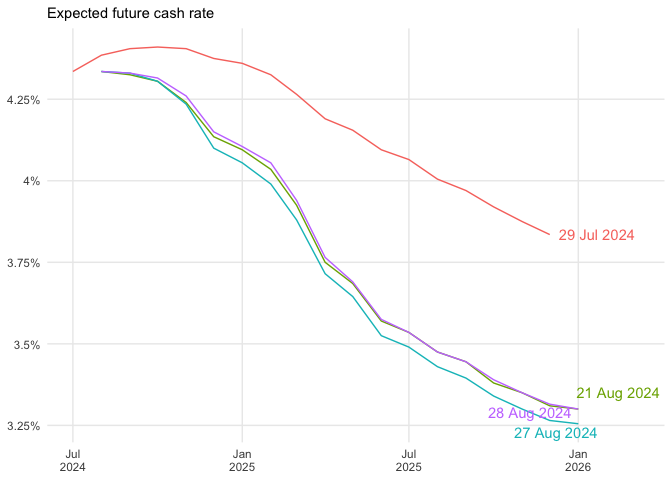 Expected future cash rate
4.25%
4%
3.75%
3.5%
3.25%
29 Jul 2024
21 Aug 2024
28 Aug 2024
27 Aug 2024
Jul
2024
Jan
2025
Jul
2025
Jan
2026